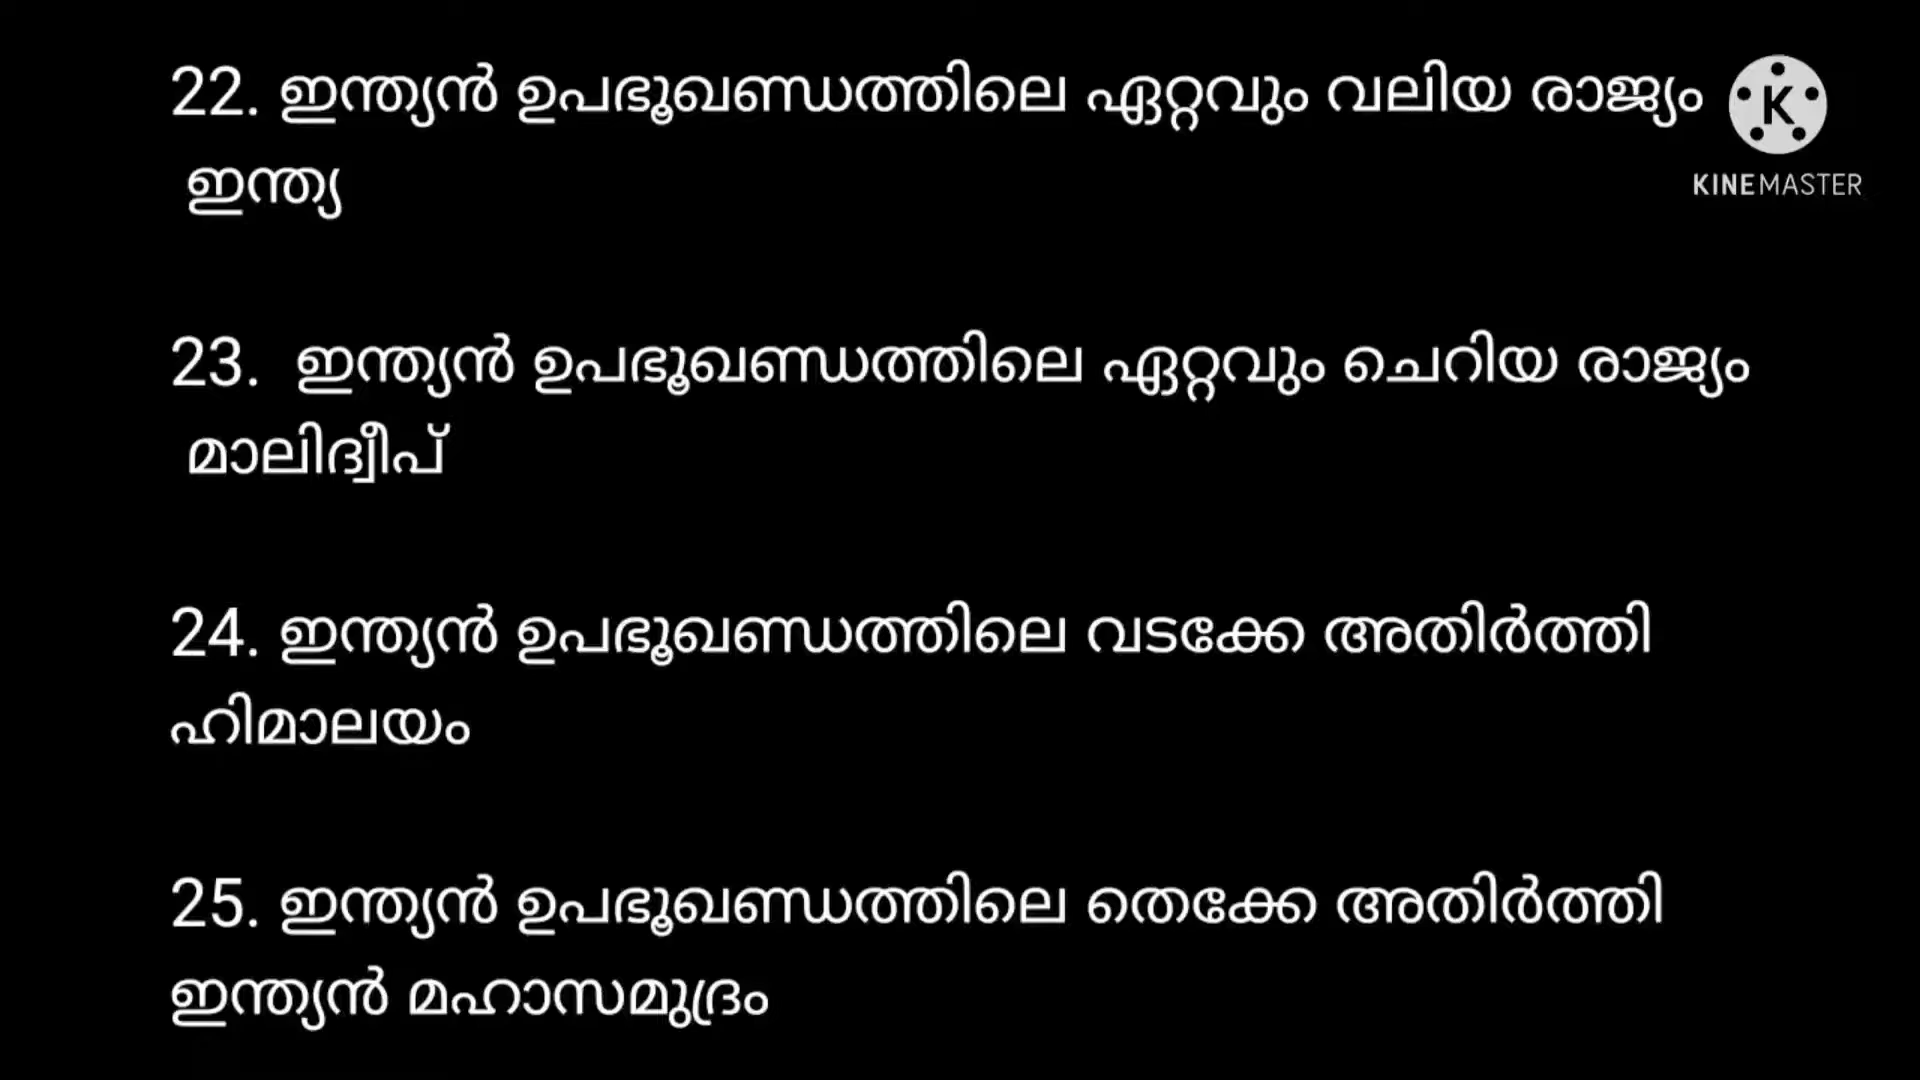 22. ഇന്ത്യൻ ഉപഭൂഖണ്ഡത്തിലെ ഏറ്റവും വലിയ രാജ്യം
ഇന്ത്യ
KINEMASTER
23. ഇന്ത്യൻ ഉപഭൂഖണ്ഡത്തിലെ ഏറ്റവും ചെറിയ രാജ്യം
മാലിദ്വീപ്
24. ഇന്ത്യൻ ഉപഭൂഖണ്ഡത്തിലെ വടക്കേ അതിർത്തി
ഹിമാലയം
25. ഇന്ത്യൻ ഉപഭൂഖണ്ഡത്തിലെ തെക്കേ അതിർത്തി
ഇന്ത്യൻ മഹാസമുദ്രം